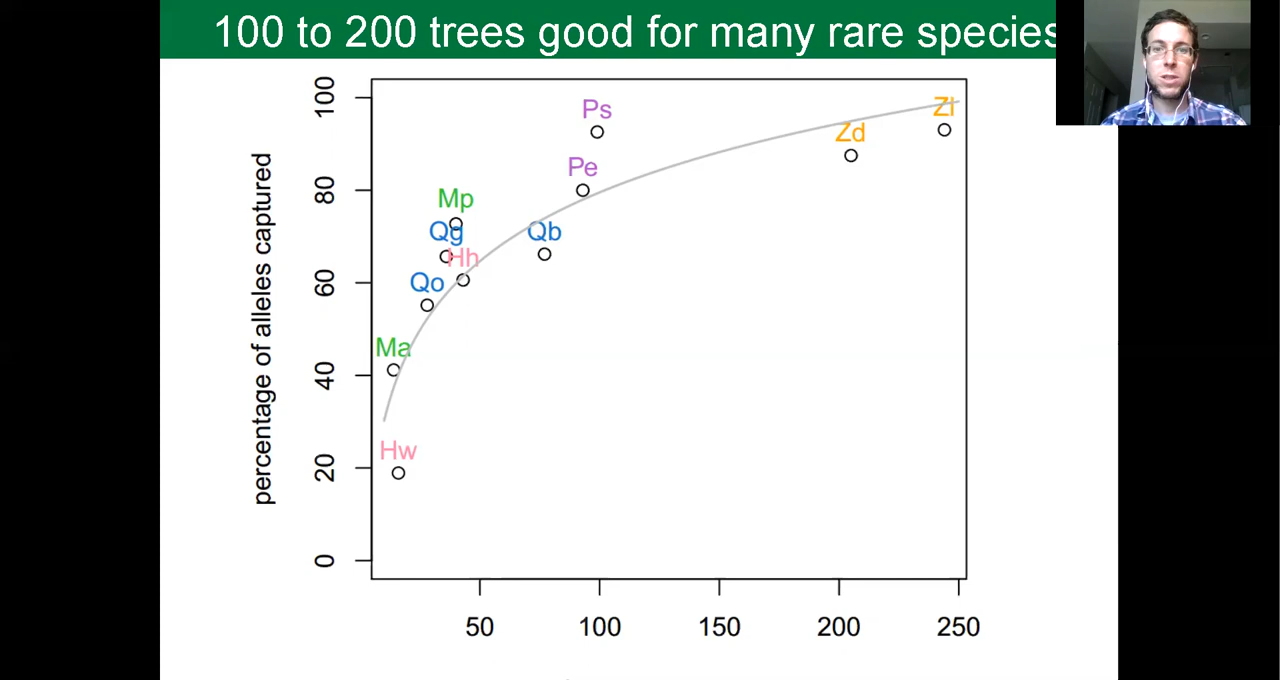 100 to 200 trees good for many rare species
percentage of alleles captured
100
80
60
40
20
0
Ps
Zl
Zd
Pe
Mp
Qg
Qb
Hh
Qo
Ma
Hw
50 100 150 200 250